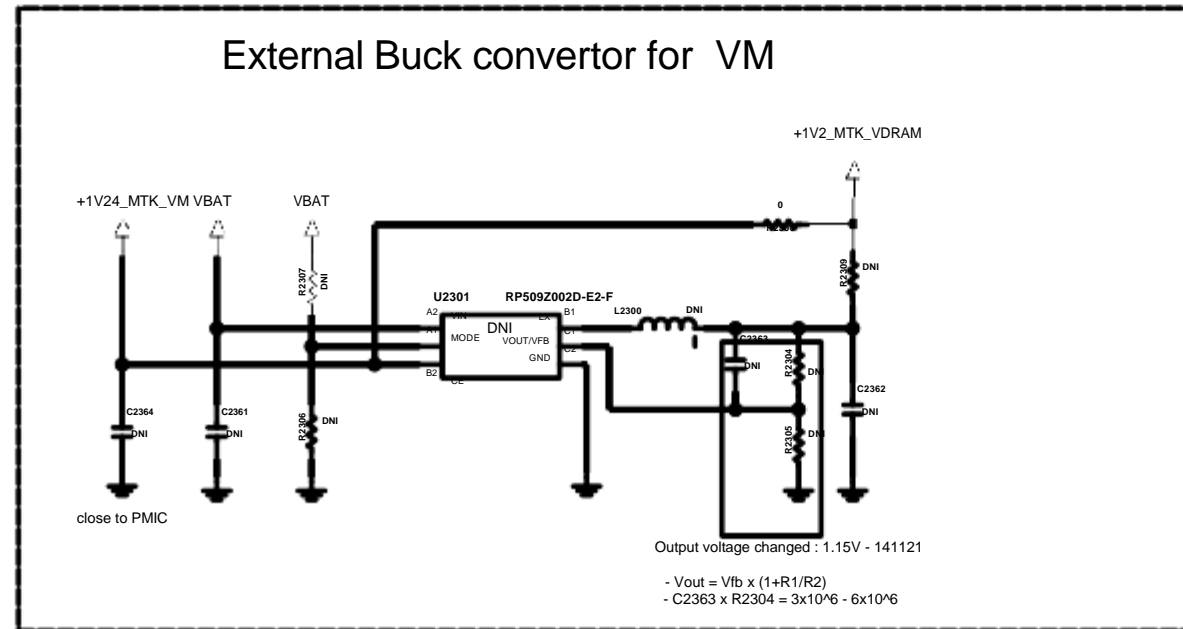 External Buck convertor for VM
+1V2_MTK_VDRAM
+1V24_MTK_VM VBAT
VBAT
0
R2307
DNI
R2309
DNI
U2301
RP509Z002D-E2-F
A2
VIN
B1
LX
L2300
DNI
A1
MODE
DNI
C1
VOUT/VFB
C2
GND
B2
CE
C2363
DNI
R2304
DNI
C2362
DNI
C2364
DNI
C2361
DNI
R2306
DNI
R2305
DNI
close to PMIC
Output voltage changed : 1.15V - 141121
- Vout = Vfb x (1+R1/R2)
- C2363 x R2304 = 3x10^6 - 6x10^6